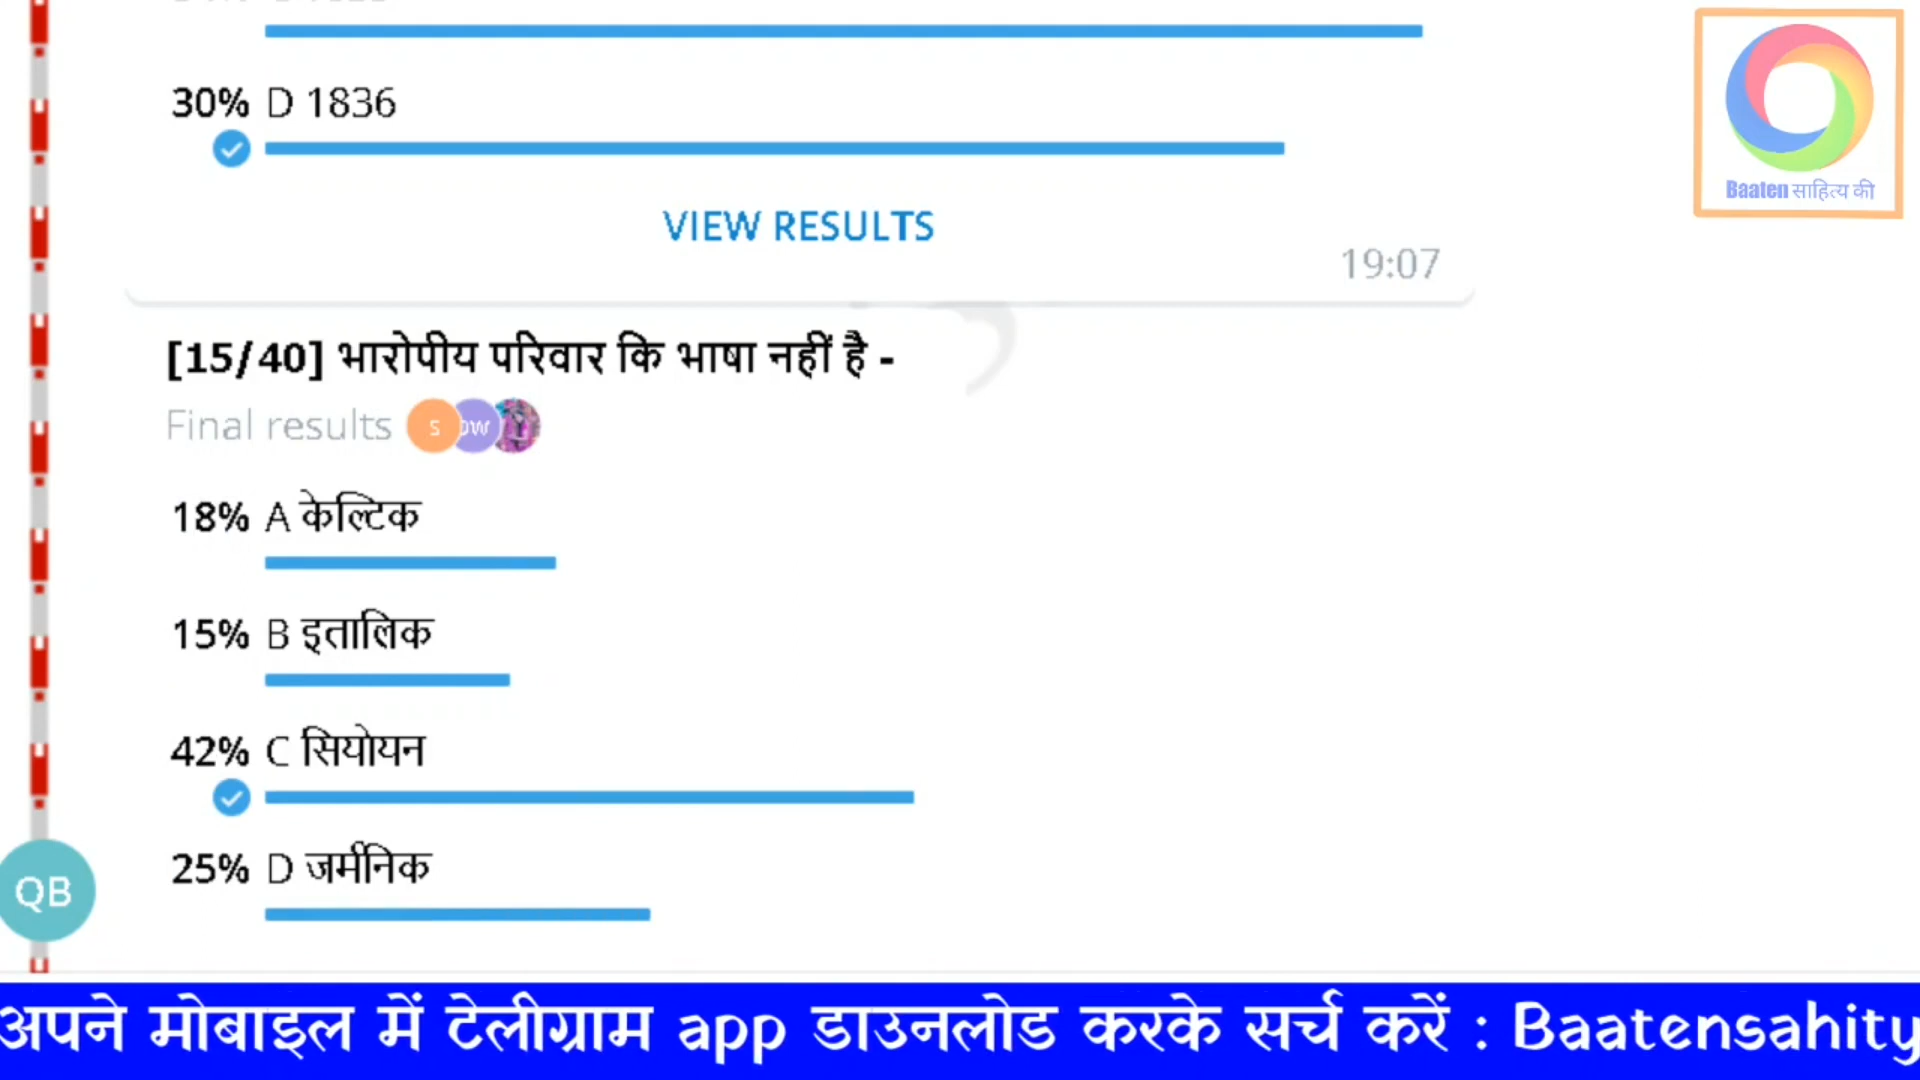 30% D 1836
VIEW RESULTS
19:07
Baaten साहित्य की
[15/40] भारोपीय परिवार कि भाषा नहीं है -
Final results
s
ow
18% A केल्टिक
15% B इतालिक
42% C सियोयन
25% D जर्मनिक
QB
अपने मोबाइल में टेलीग्राम app डाउनलोड करके सर्च करें : Baatensahity